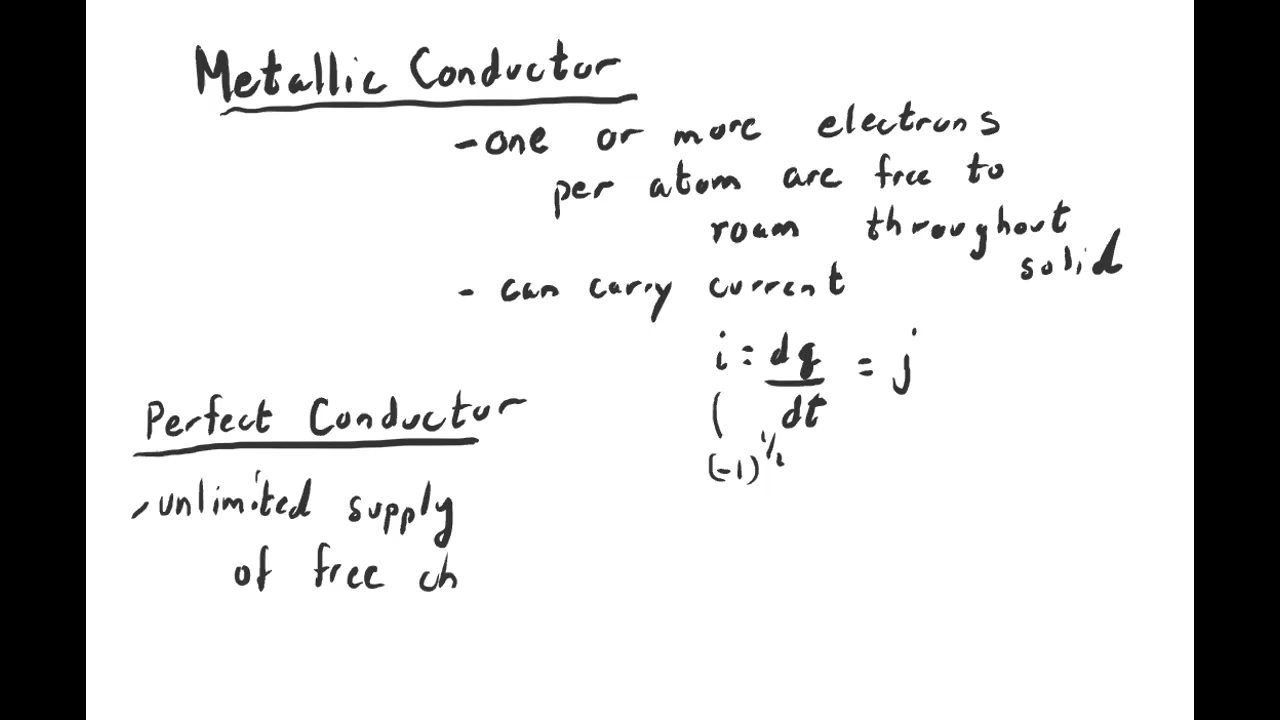 Metallic Conductor
- one or more electrons
per atom are free to
roam throughout
solid
- can carry current
i = dq/dt = j
(-1)^1/2
Perfect Conductor
- unlimited supply
of free ch